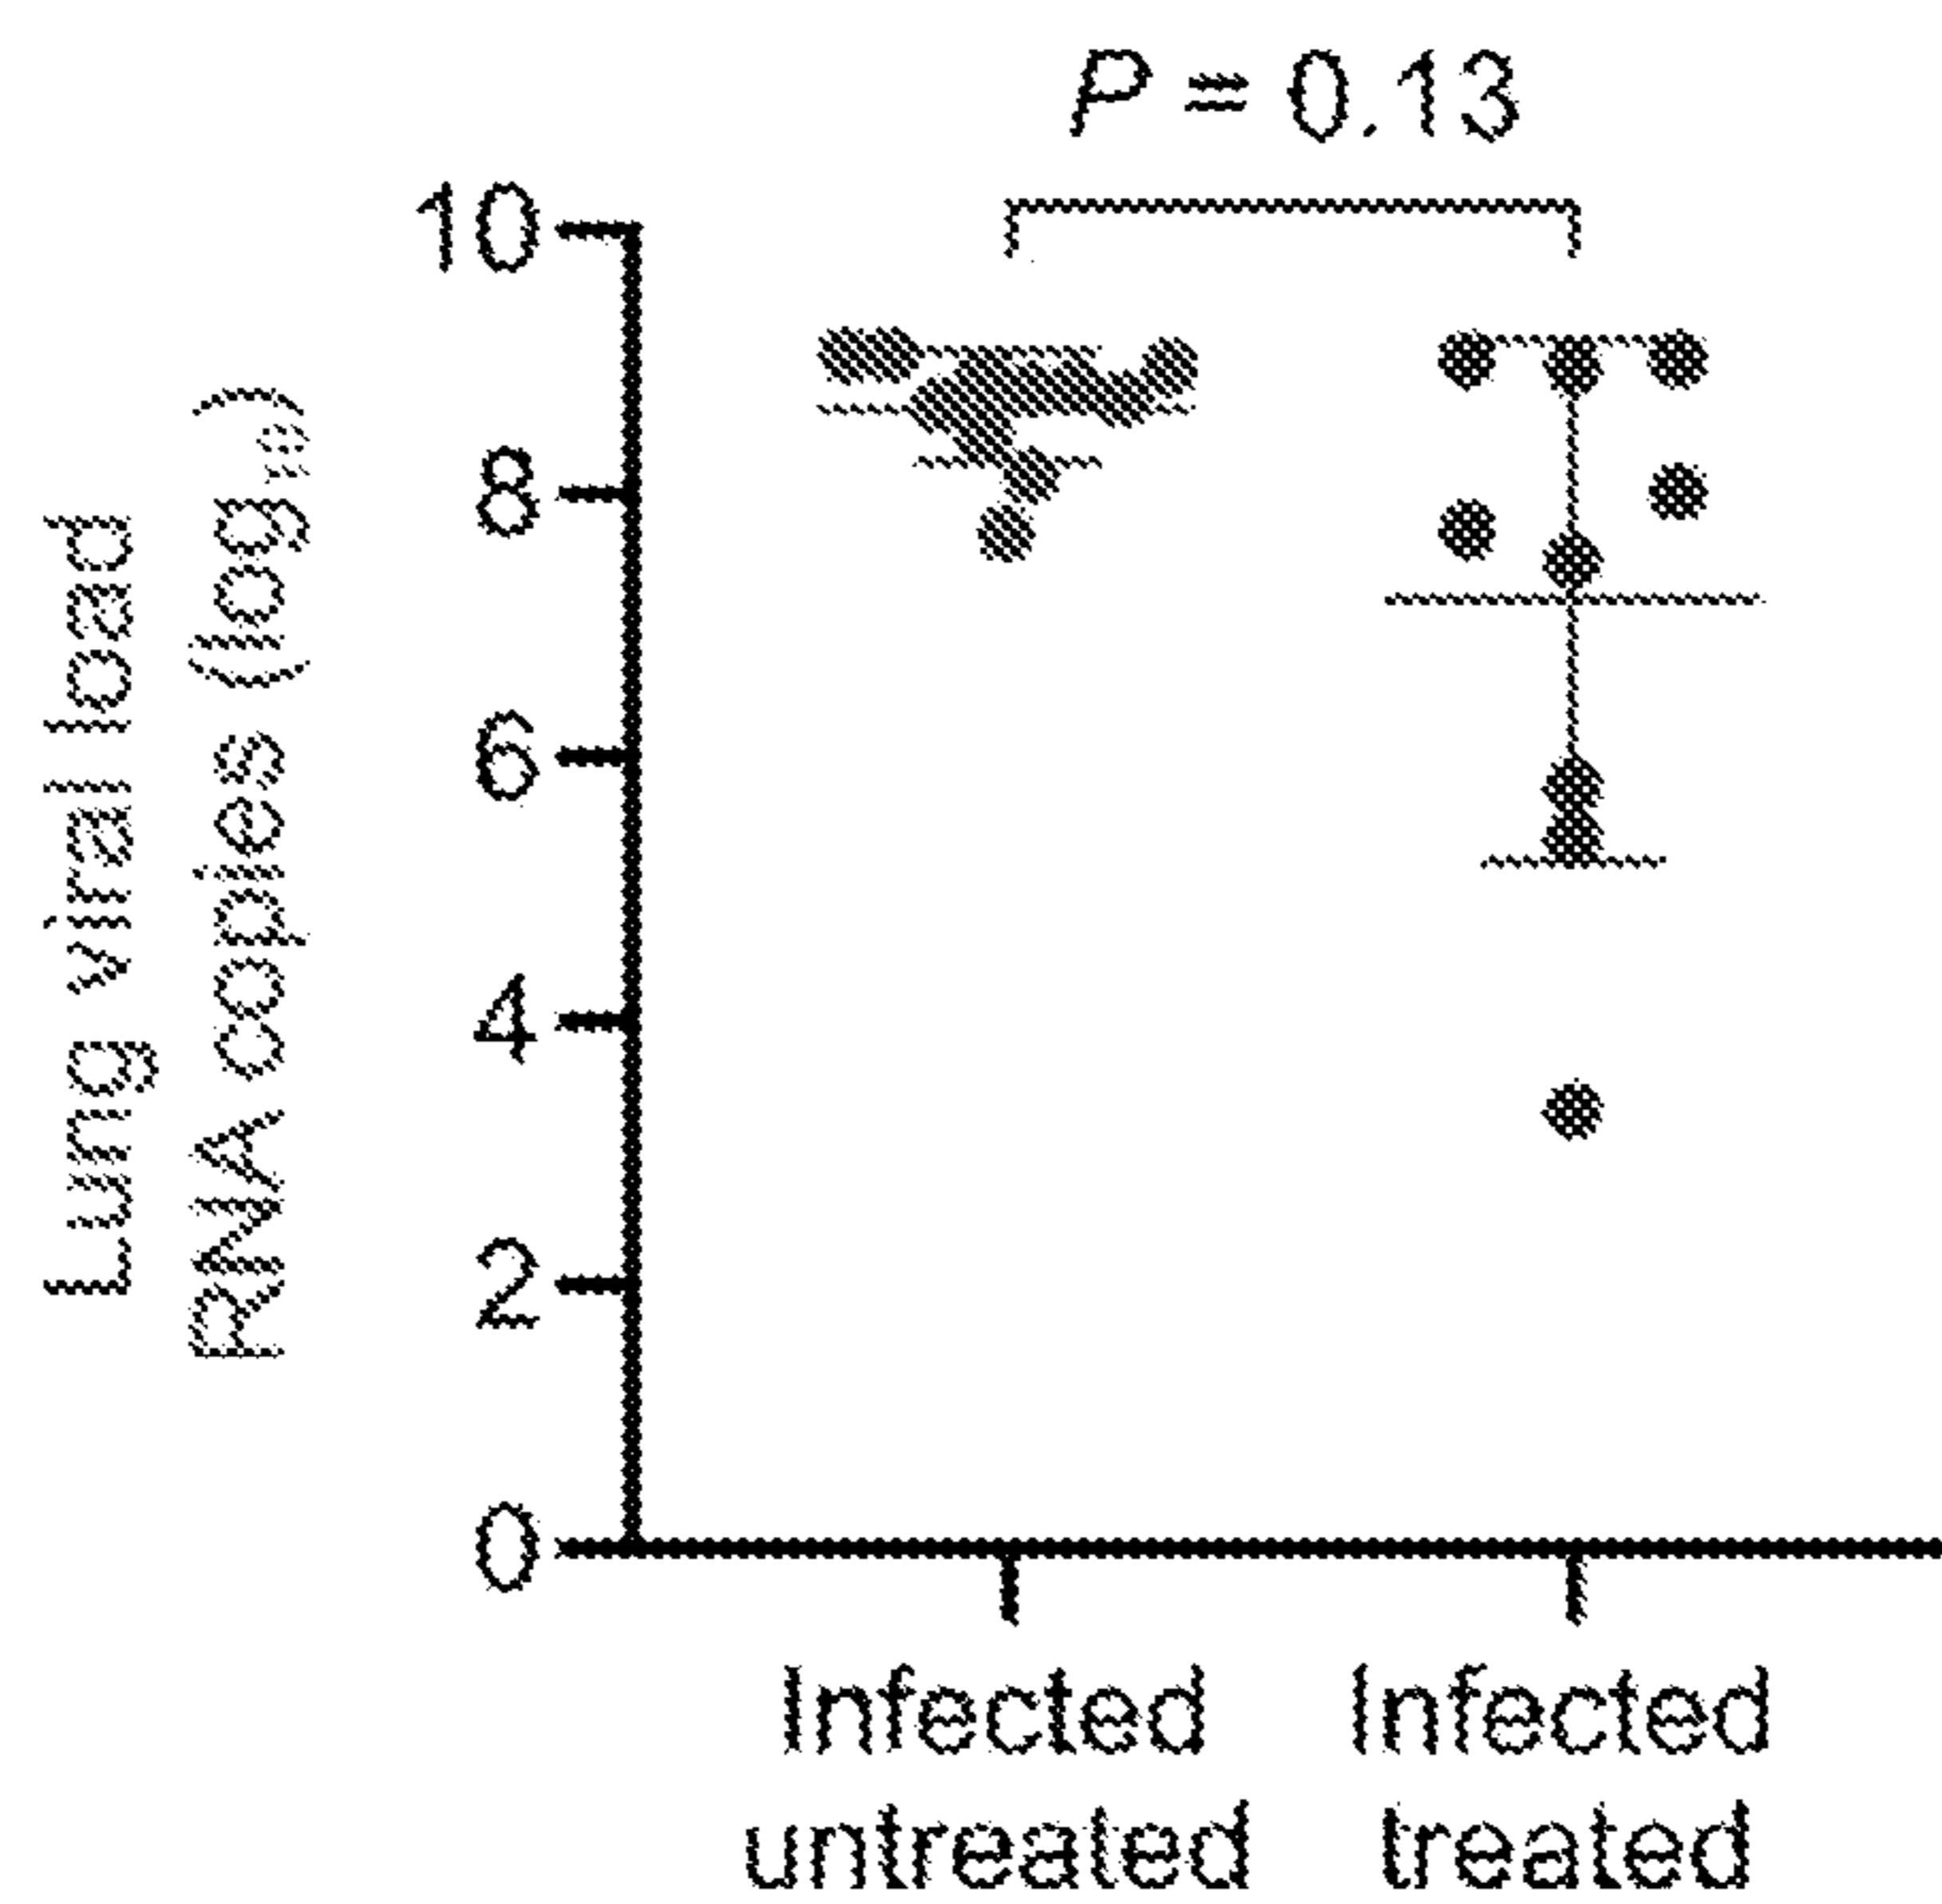 P = 0.13
Lung viral load
RNA copies (log₁₀)
10
8
6
4
2
0
Infected Infected
untreated treated